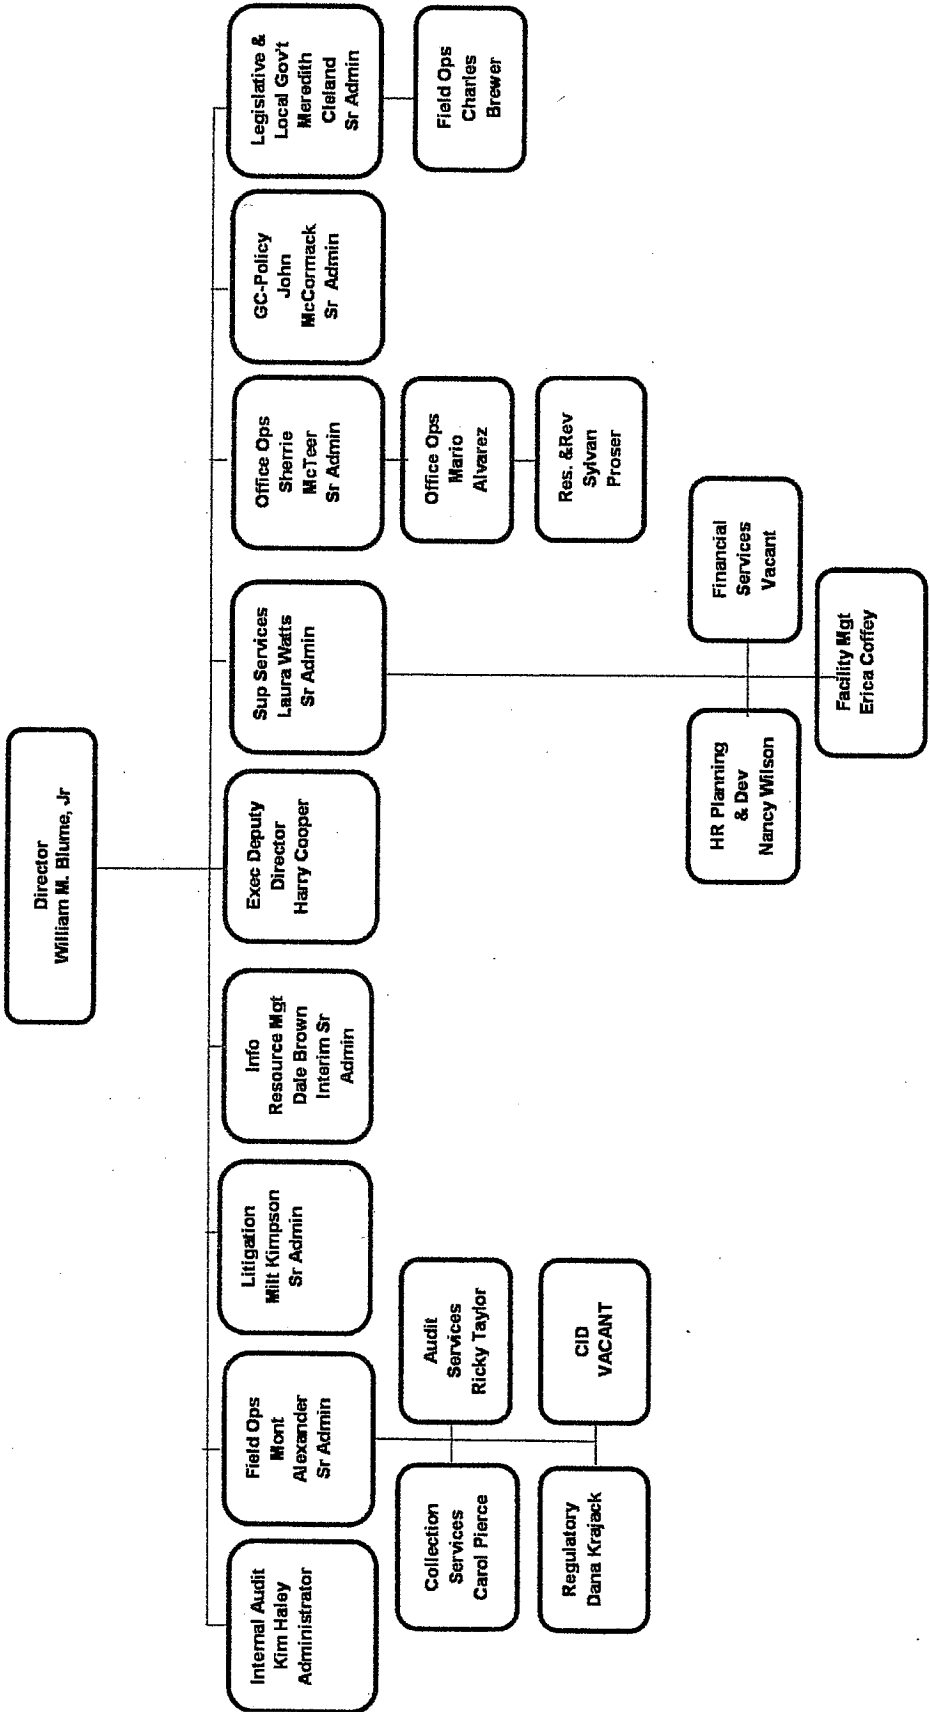 Director
William M. Blume, Jr
Internal Audit
Kim Haley
Administrator
Field Ops
Mont
Alexander
Sr Admin
Litigation
Milt Kimpson
Sr Admin
Info
Resource Mgt
Dale Brown
Interim Sr
Admin
Exec Deputy
Director
Harry Cooper
Sup Services
Laura Watts
Sr Admin
Office Ops
Sherrie
McTeer
Sr Admin
GC-Policy
John
McCormack
Sr Admin
Legislative &
Local Gov't
Meredith
Cleland
Sr Admin
Collection
Services
Carol Pierce
Audit
Services
Ricky Taylor
Office Ops
Mario
Alvarez
Field Ops
Charles
Brewer
Regulatory
Dana Krajack
CID
VACANT
Res. &Rev
Sylvan
Proser
HR Planning
& Dev
Nancy Wilson
Financial
Services
Vacant
Facility Mgt
Erica Coffey